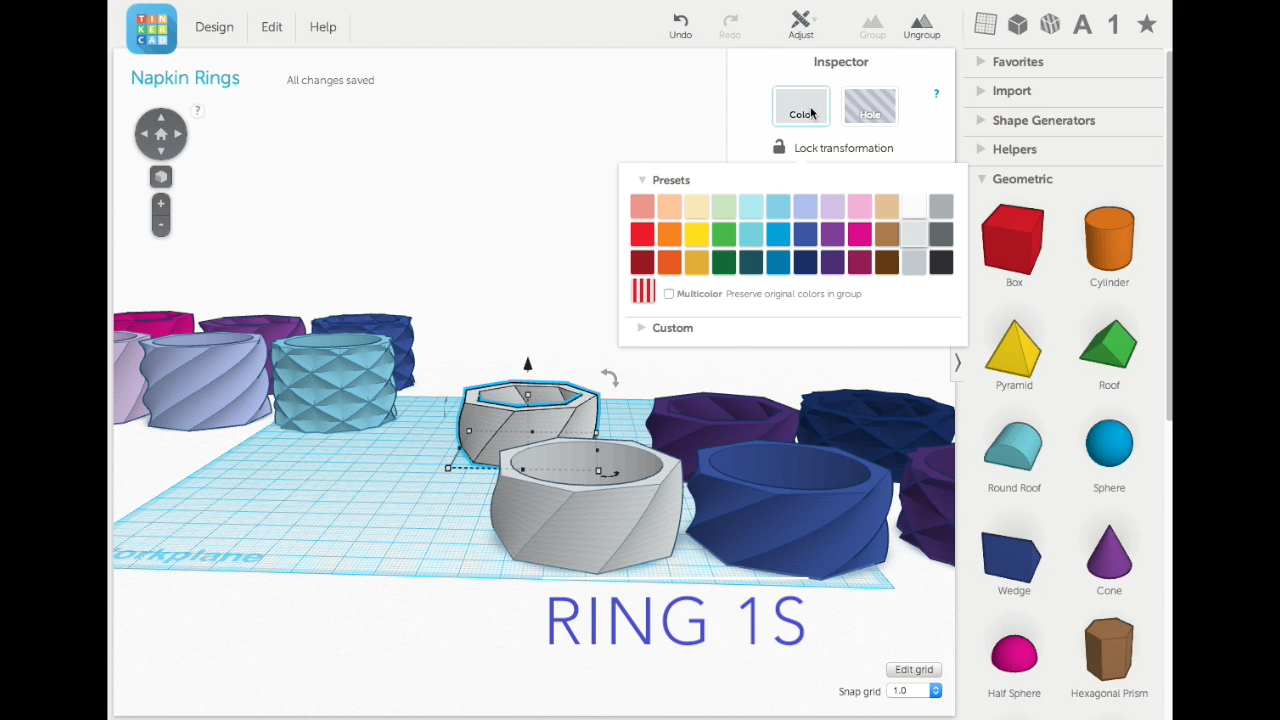 TIN
KER
CAD
Design
Edit
Help
Undo
Redo
Adjust
Group
Ungroup
A
1
Napkin Rings
All changes saved
?
Inspector
Color
Hole
?
Lock transformation
Presets
Multicolor Preserve original colors in group
Custom
+
-
Favorites
Import
Shape Generators
Helpers
Geometric
Box
Cylinder
Pyramid
Roof
Round Roof
Sphere
Wedge
Cone
Half Sphere
Hexagonal Prism
Workplane
RING 1S
Edit grid
Snap grid 1.0